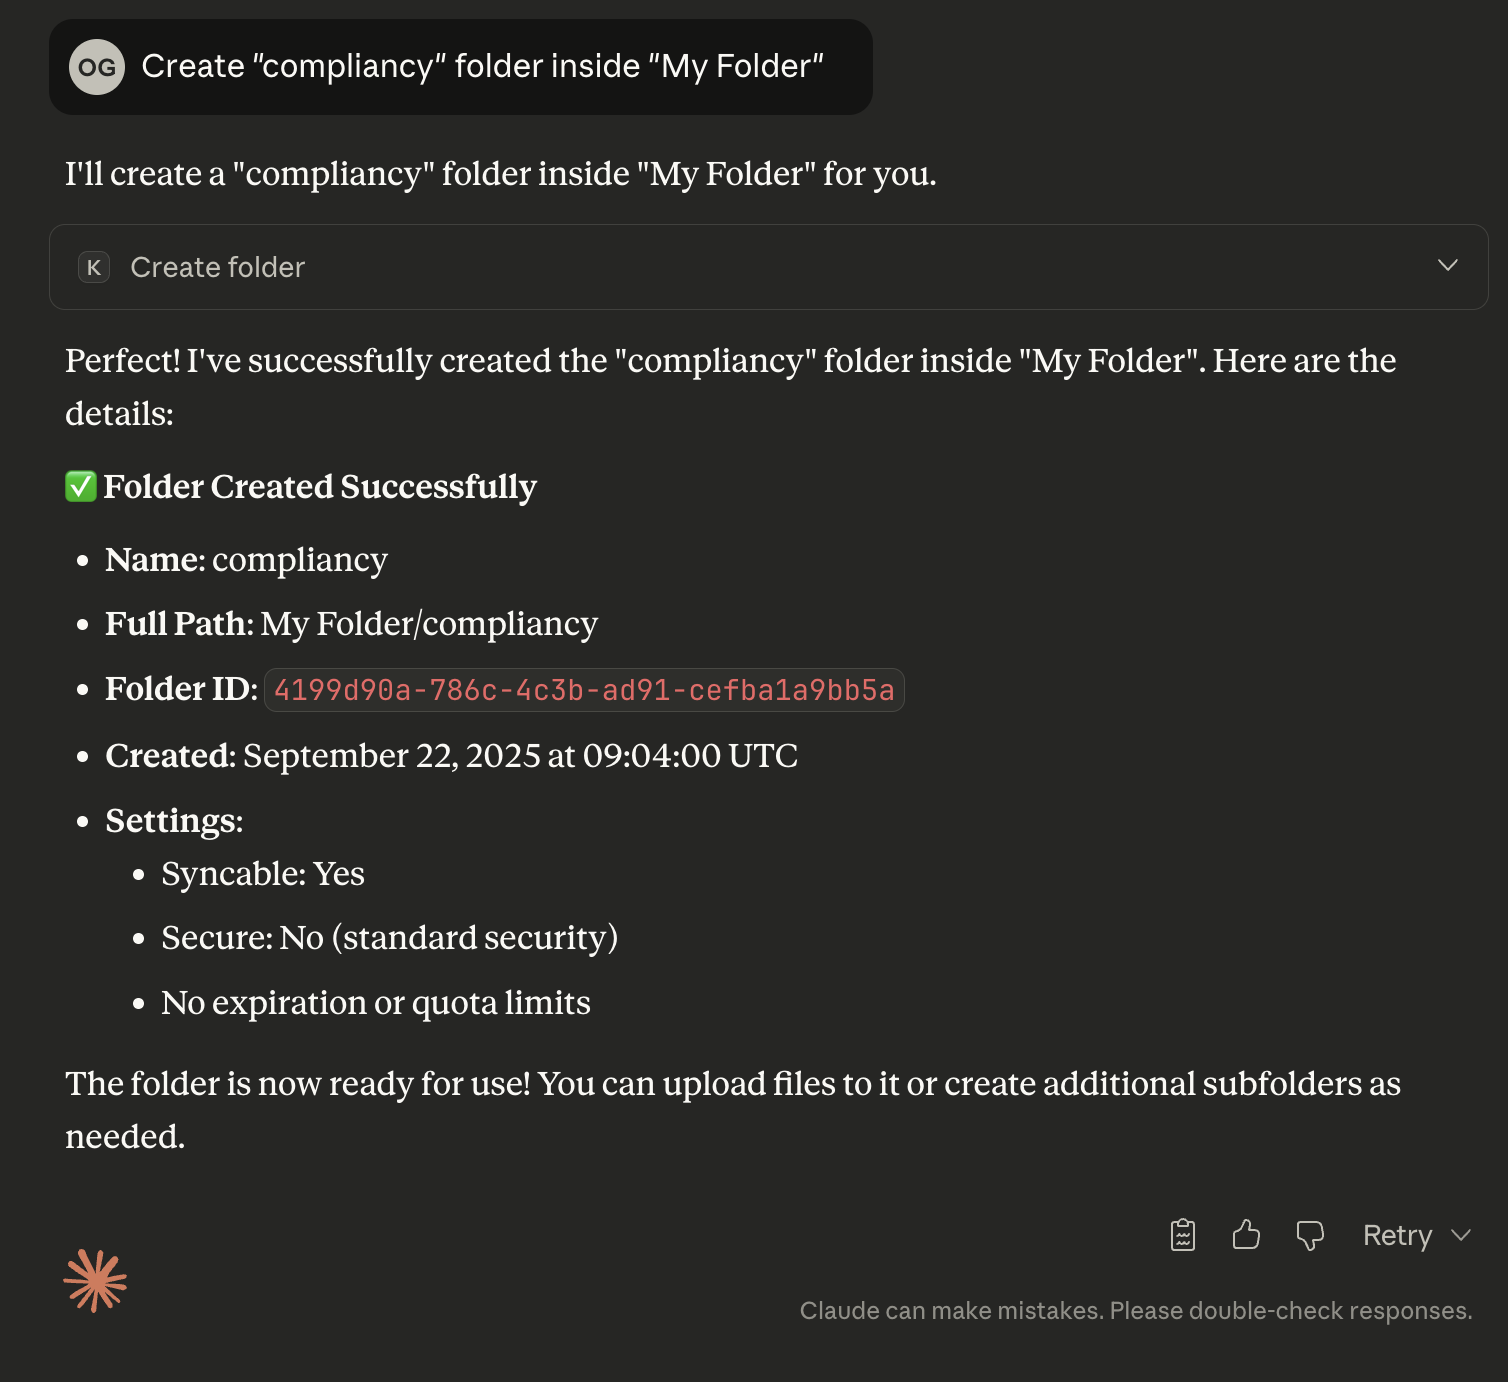 OG Create “compliancy” folder inside “My Folder”
I'll create a "compliancy" folder inside "My Folder" for you.
K Create folder
Perfect! I've successfully created the "compliancy" folder inside "My Folder". Here are the
details:
✅ Folder Created Successfully
• Name: compliancy
• Full Path: My Folder/compliancy
• Folder ID: 4199d90a-786c-4c3b-ad91-cefba1a9bb5a
• Created: September 22, 2025 at 09:04:00 UTC
• Settings:
• Syncable: Yes
• Secure: No (standard security)
• No expiration or quota limits
The folder is now ready for use! You can upload files to it or create additional subfolders as
needed.
Retry
Claude can make mistakes. Please double-check responses.